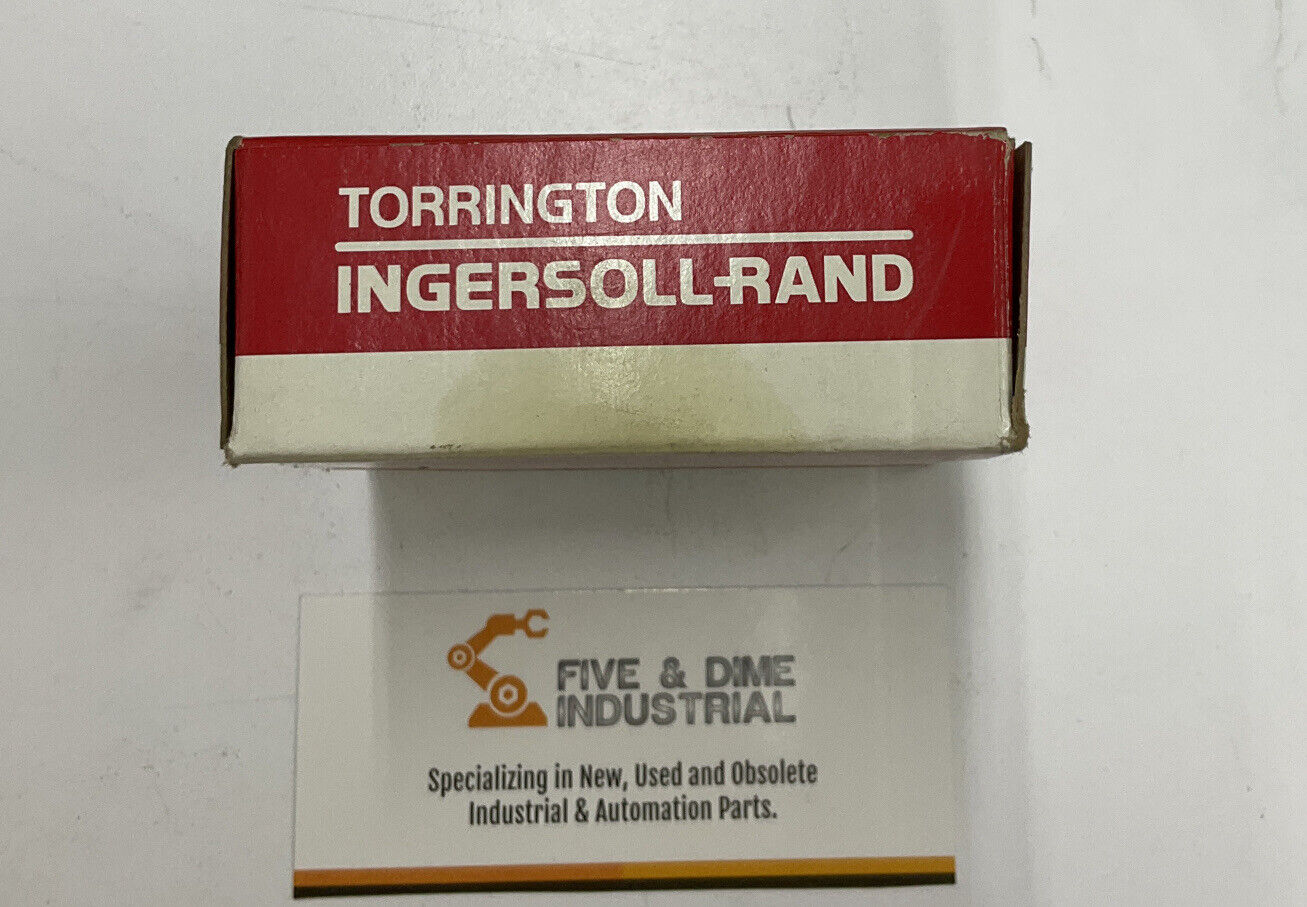 TORRINGTON
INGERSOLL-RAND
FIVE & DIME
INDUSTRIAL
Specializing in New, Used and Obsolete
Industrial & Automation Parts.